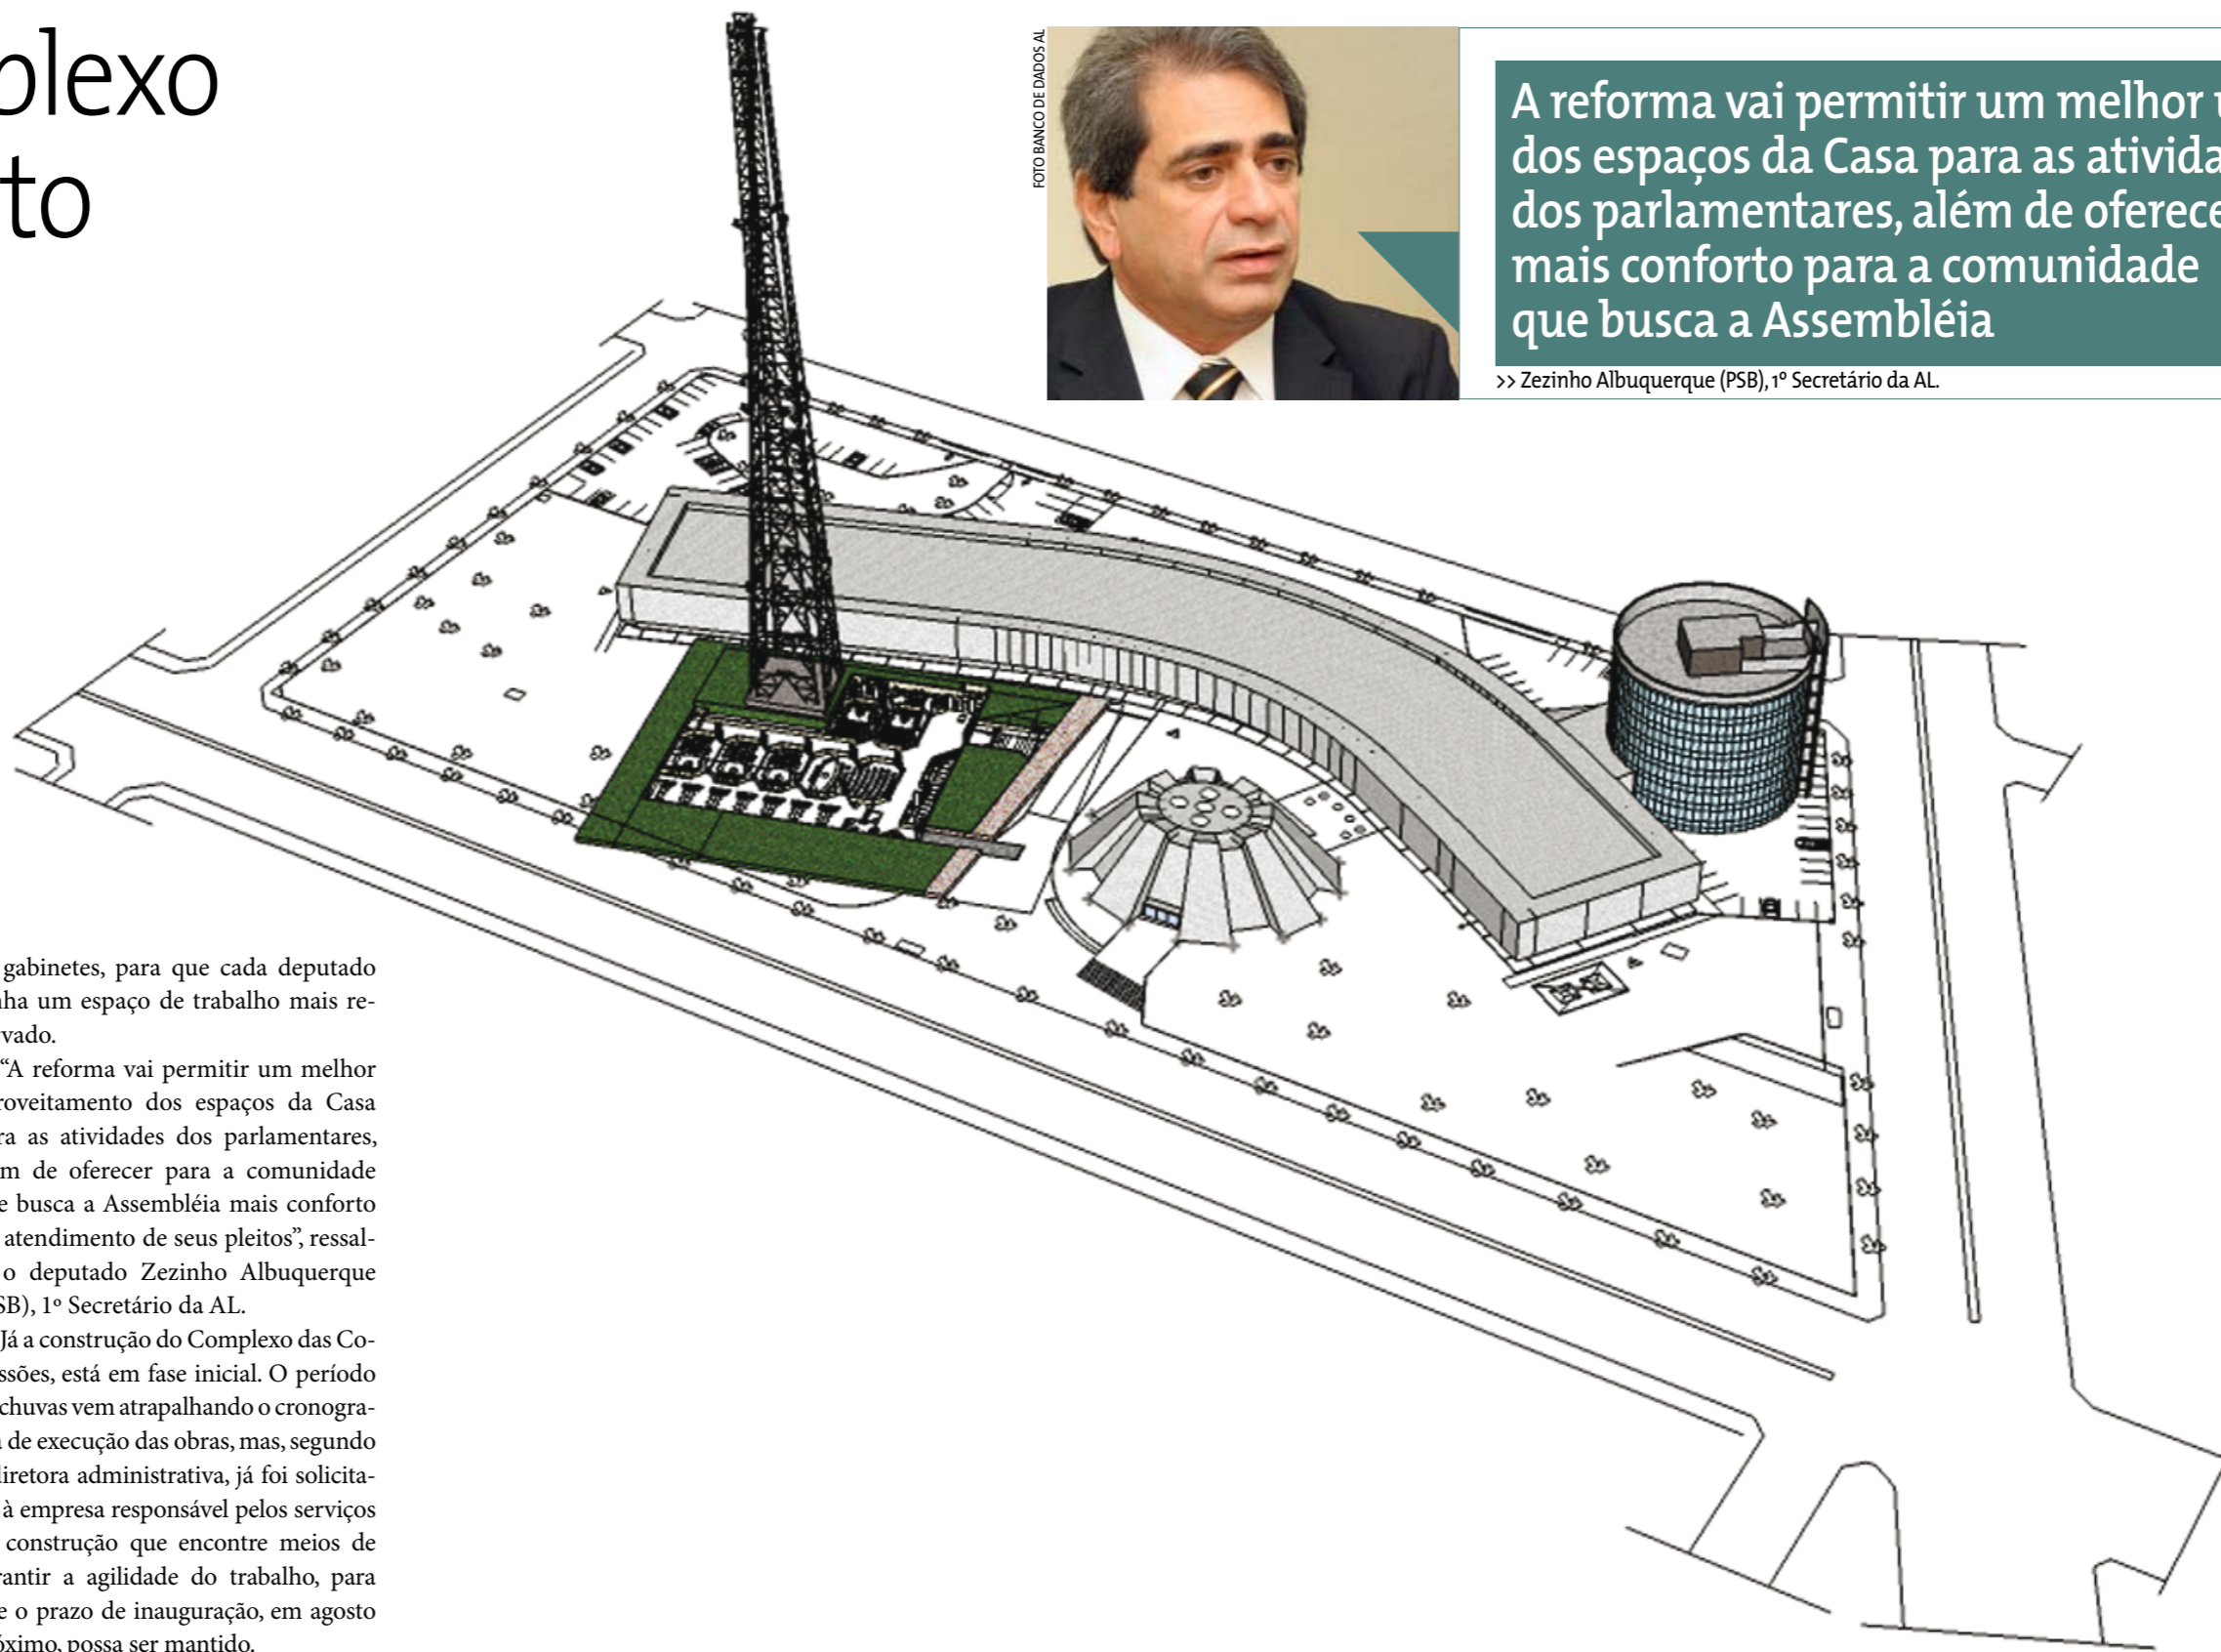 plexo
to
FOTO BANCO DE DADOS AL
A reforma vai permitir um melhor
dos espaços da Casa para as ativida
dos parlamentares, além de oferece
mais conforto para a comunidade
que busca a Assembléia
>> Zezinho Albuquerque (PSB), 1º Secretário da AL.
gabinetes, para que cada deputado
nha um espaço de trabalho mais re-
rvado.
“A reforma vai permitir um melhor
roveitamento dos espaços da Casa
ra as atividades dos parlamentares,
m de oferecer para a comunidade
e busca a Assembléia mais conforto
atendimento de seus pleitos”, ressal-
o deputado Zezinho Albuquerque
SB), 1º Secretário da AL.
Já a construção do Complexo das Co-
ssões, está em fase inicial. O período
chuvas vem atrapalhando o cronogra-
a de execução das obras, mas, segundo
diretora administrativa, já foi solicita-
à empresa responsável pelos serviços
construção que encontre meios de
rantir a agilidade do trabalho, para
e o prazo de inauguração, em agosto
óximo, possa ser mantido.